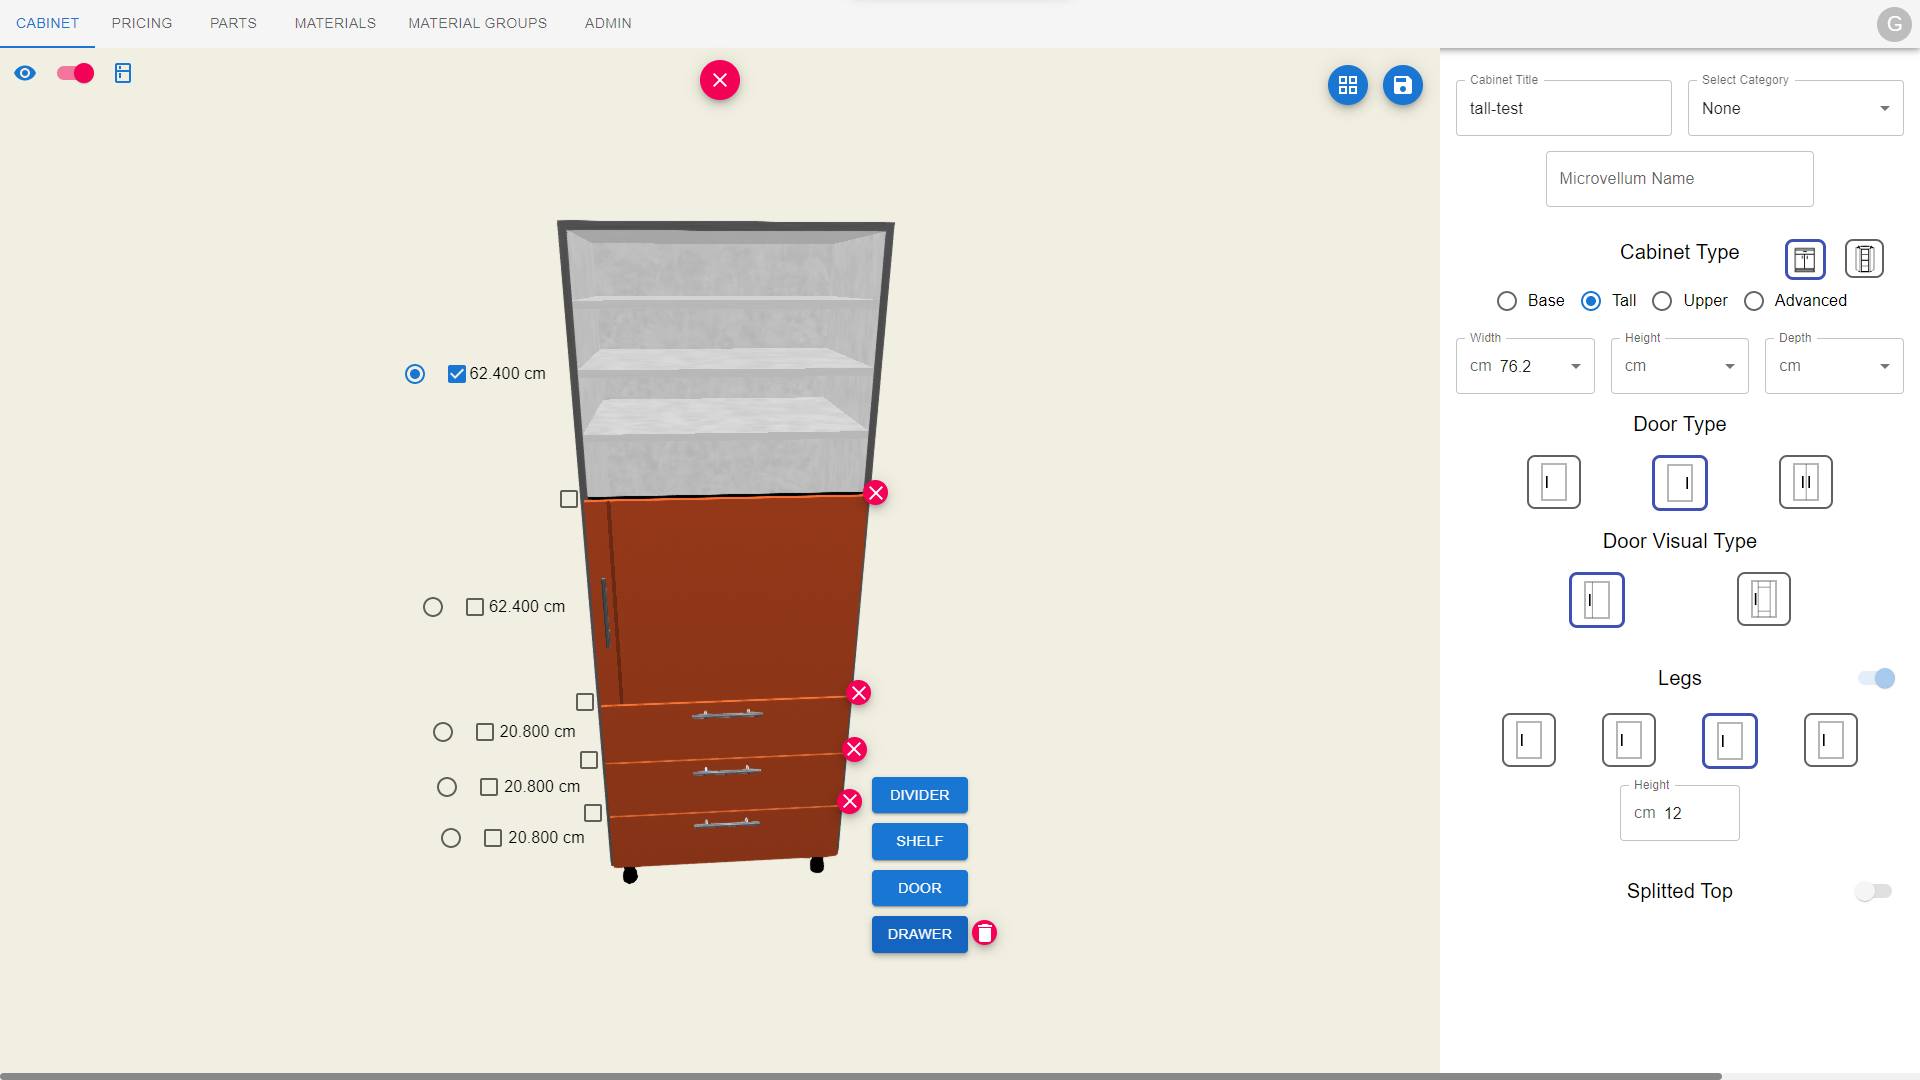 CABINET PRICING PARTS MATERIALS MATERIAL GROUPS ADMIN G
Cabinet Title Select Category
tall-test None
Microvellum Name
Cabinet Type
Base Tall Upper Advanced
Width Height Depth
cm 76.2 cm cm
Door Type
Door Visual Type
Legs
Height
cm 12
Splitted Top
62.400 cm
62.400 cm
20.800 cm
20.800 cm
20.800 cm
DIVIDER
SHELF
DOOR
DRAWER